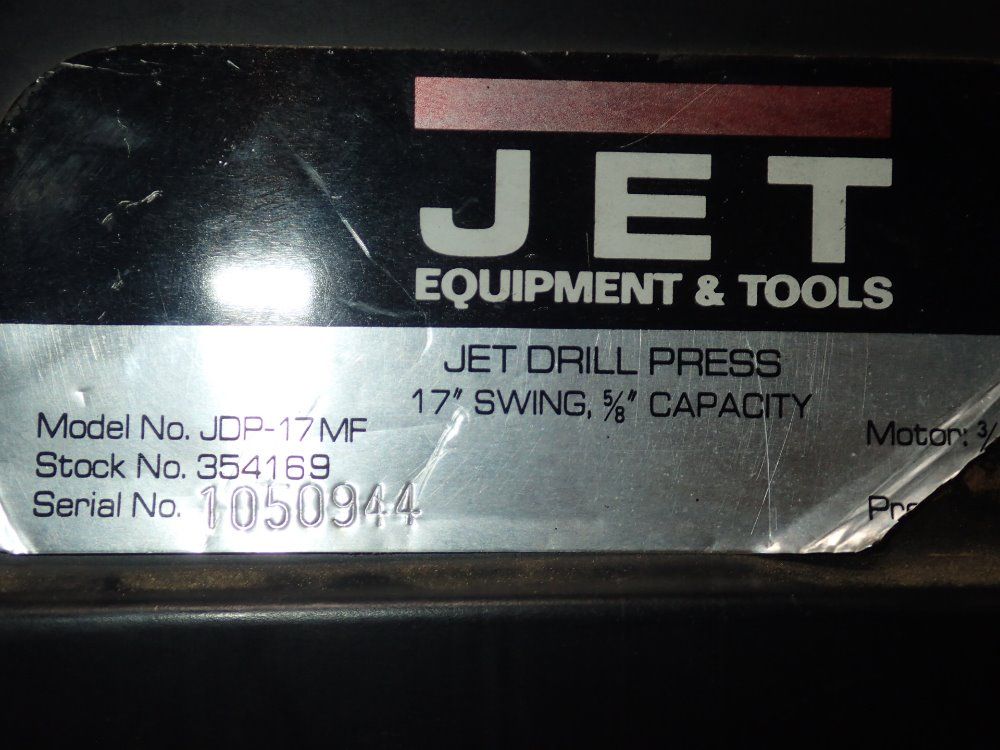 JET
EQUIPMENT & TOOLS
JET DRILL PRESS
17" SWING, 5/8" CAPACITY
Model No. JDP-17MF
Stock No. 354169
Serial No. 1050944
Motor: